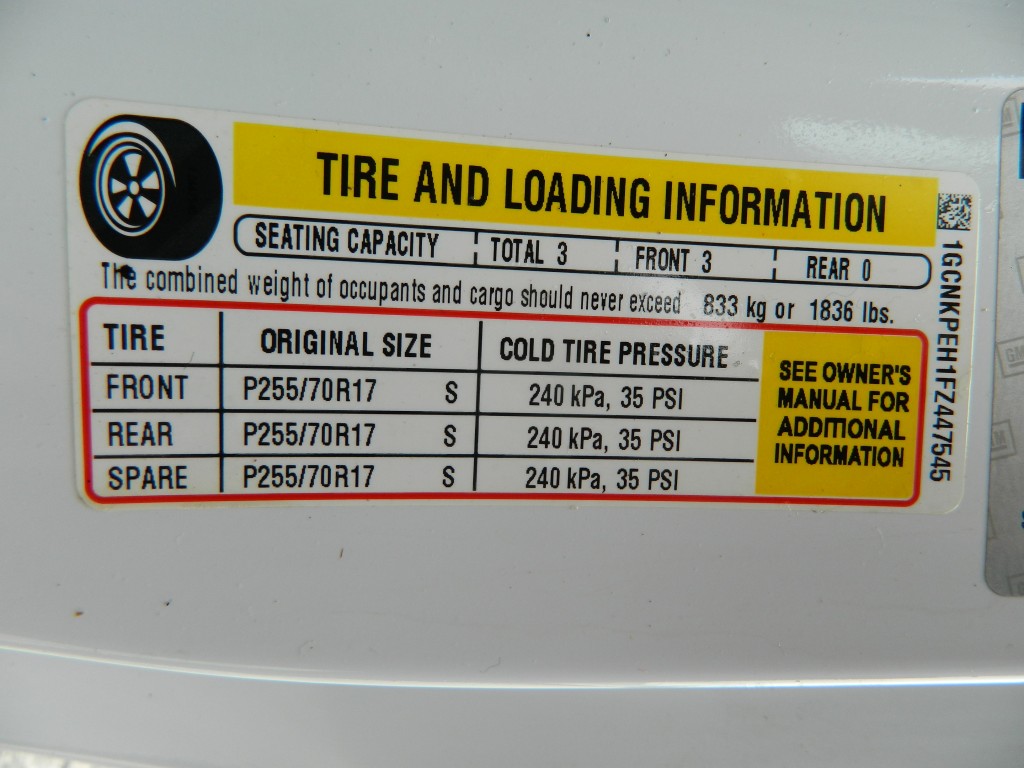 TIRE AND LOADING INFORMATION
SEATING CAPACITY TOTAL 3 FRONT 3 REAR 0
The combined weight of occupants and cargo should never exceed 833 kg or 1836 lbs.
TIRE ORIGINAL SIZE COLD TIRE PRESSURE
FRONT P255/70R17 S 240 kPa, 35 PSI
REAR P255/70R17 S 240 kPa, 35 PSI
SPARE P255/70R17 S 240 kPa, 35 PSI
SEE OWNER'S
MANUAL FOR
ADDITIONAL
INFORMATION
1GCNKPEH1FZ447545
GM